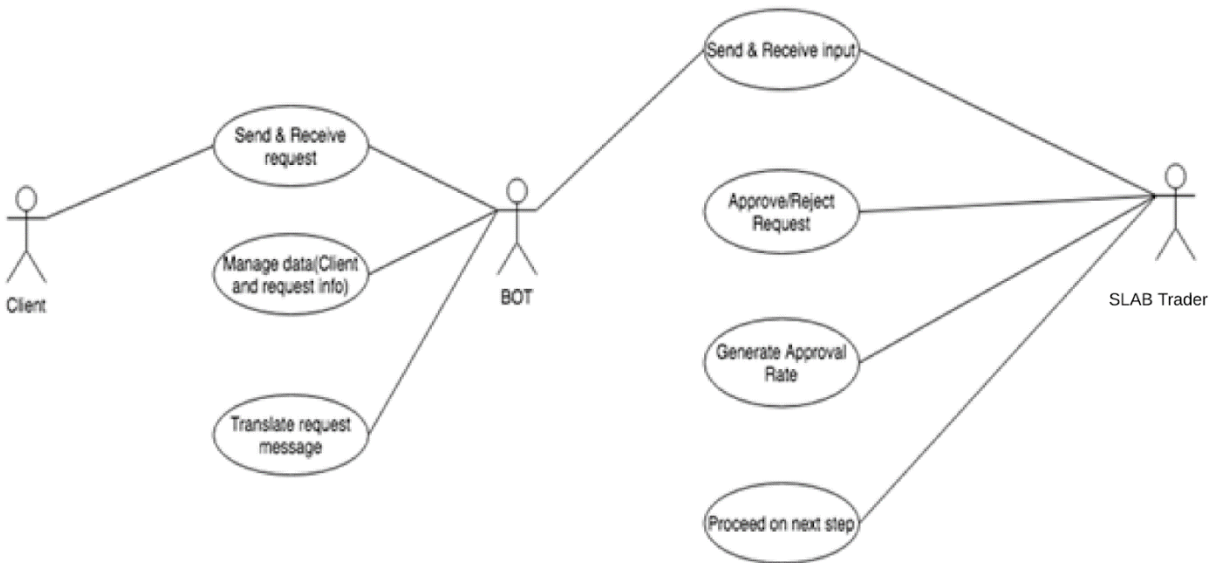 Send & Receive input
Send & Receive
request
Approve/Reject
Request
Manage data(Client
and request info)
Client
BOT
SLAB Trader
Generate Approval
Rate
Translate request
message
Proceed on next step